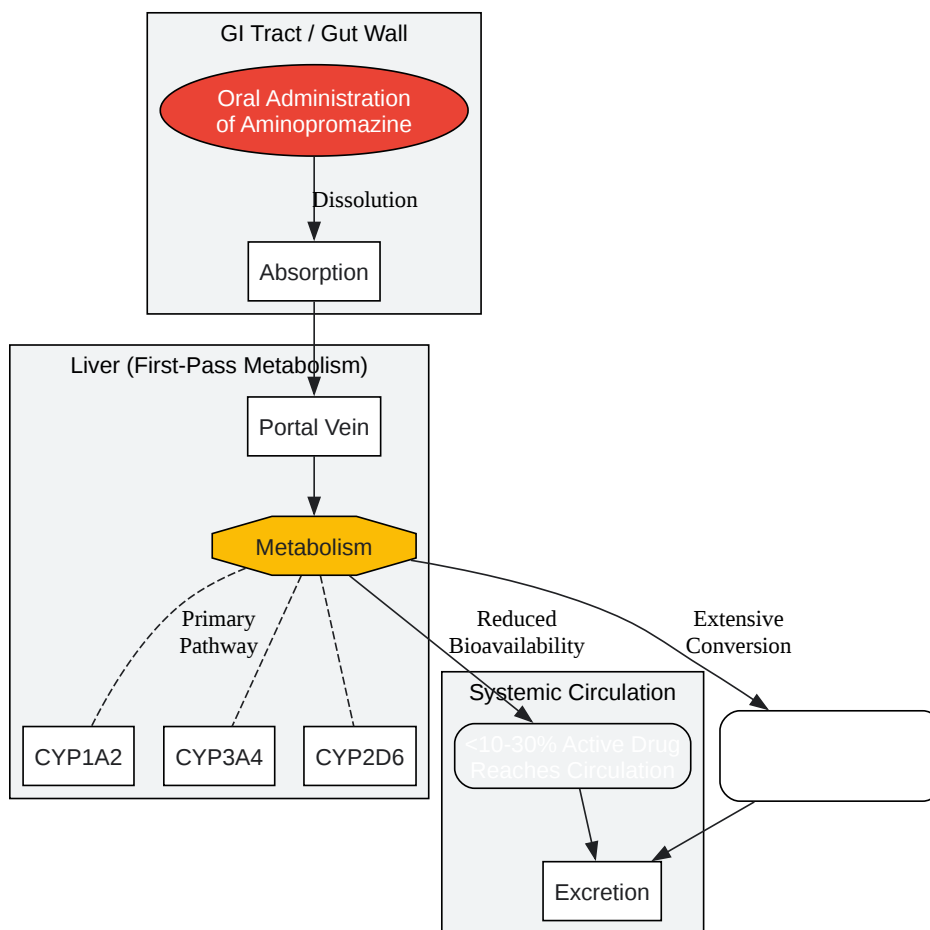 GI Tract / Gut Wall
Oral Administration
of Aminopromazine
Dissolution
Absorption
Liver (First-Pass Metabolism)
Portal Vein
Metabolism
Primary
Pathway
Reduced
Bioavailability
Extensive
Conversion
CYP1A2
CYP3A4
CYP2D6
Systemic Circulation
<10-30% Active Drug
Reaches Circulation
Excretion